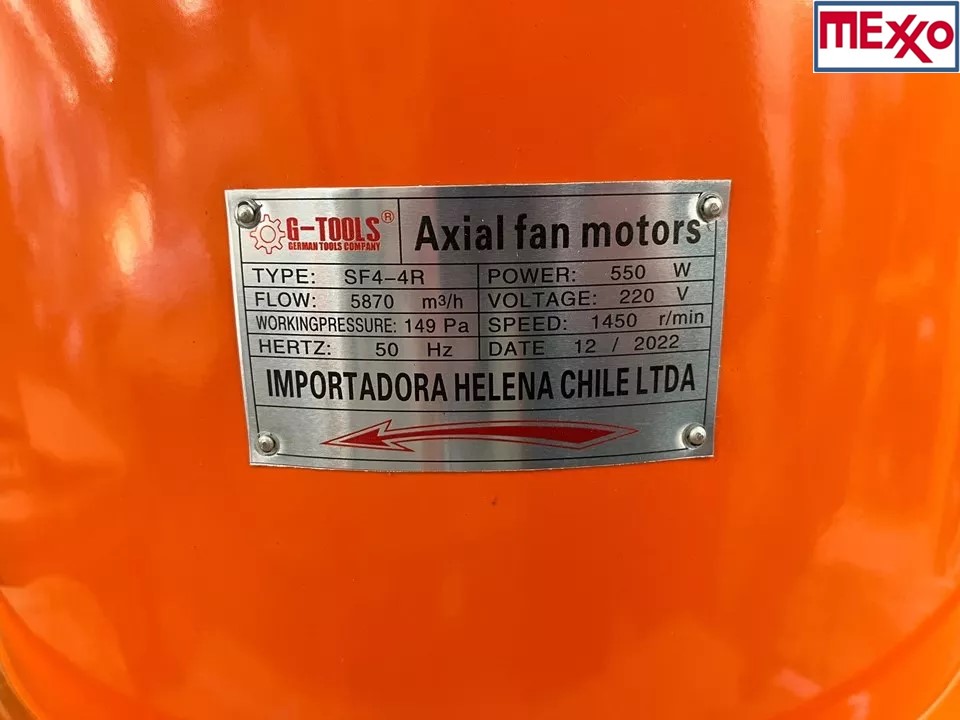 MEXXO
G-TOOLS®
GERMAN TOOLS COMPANY
Axial fan motors
TYPE: SF4-4R
POWER: 550 W
FLOW: 5870 m³/h
VOLTAGE: 220 V
WORKINGPRESSURE: 149 Pa
SPEED: 1450 r/min
HERTZ: 50 Hz
DATE 12 / 2022
IMPORTADORA HELENA CHILE LTDA